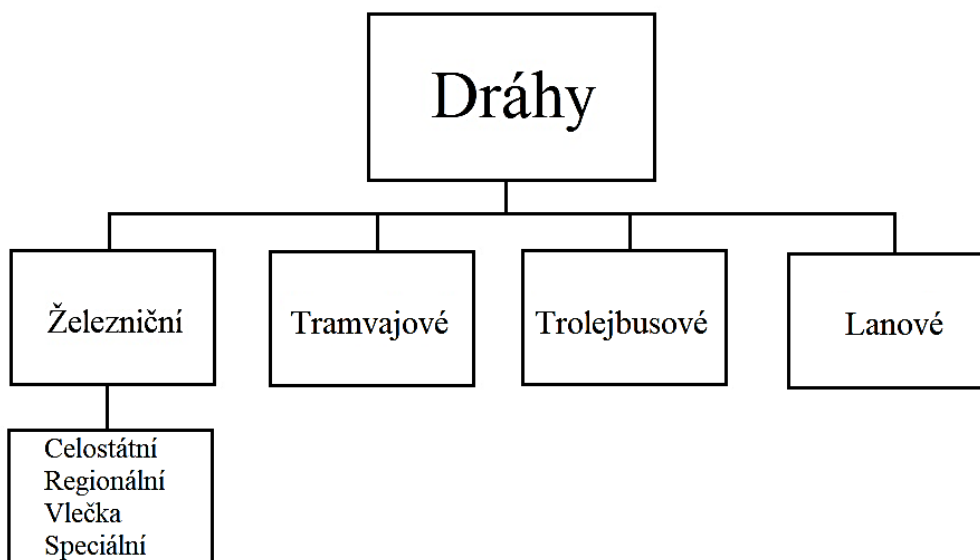 Dráhy
Železniční
Tramvajové
Trolejbusové
Lanové
Celostátní
Regionální
Vlečka
Speciální